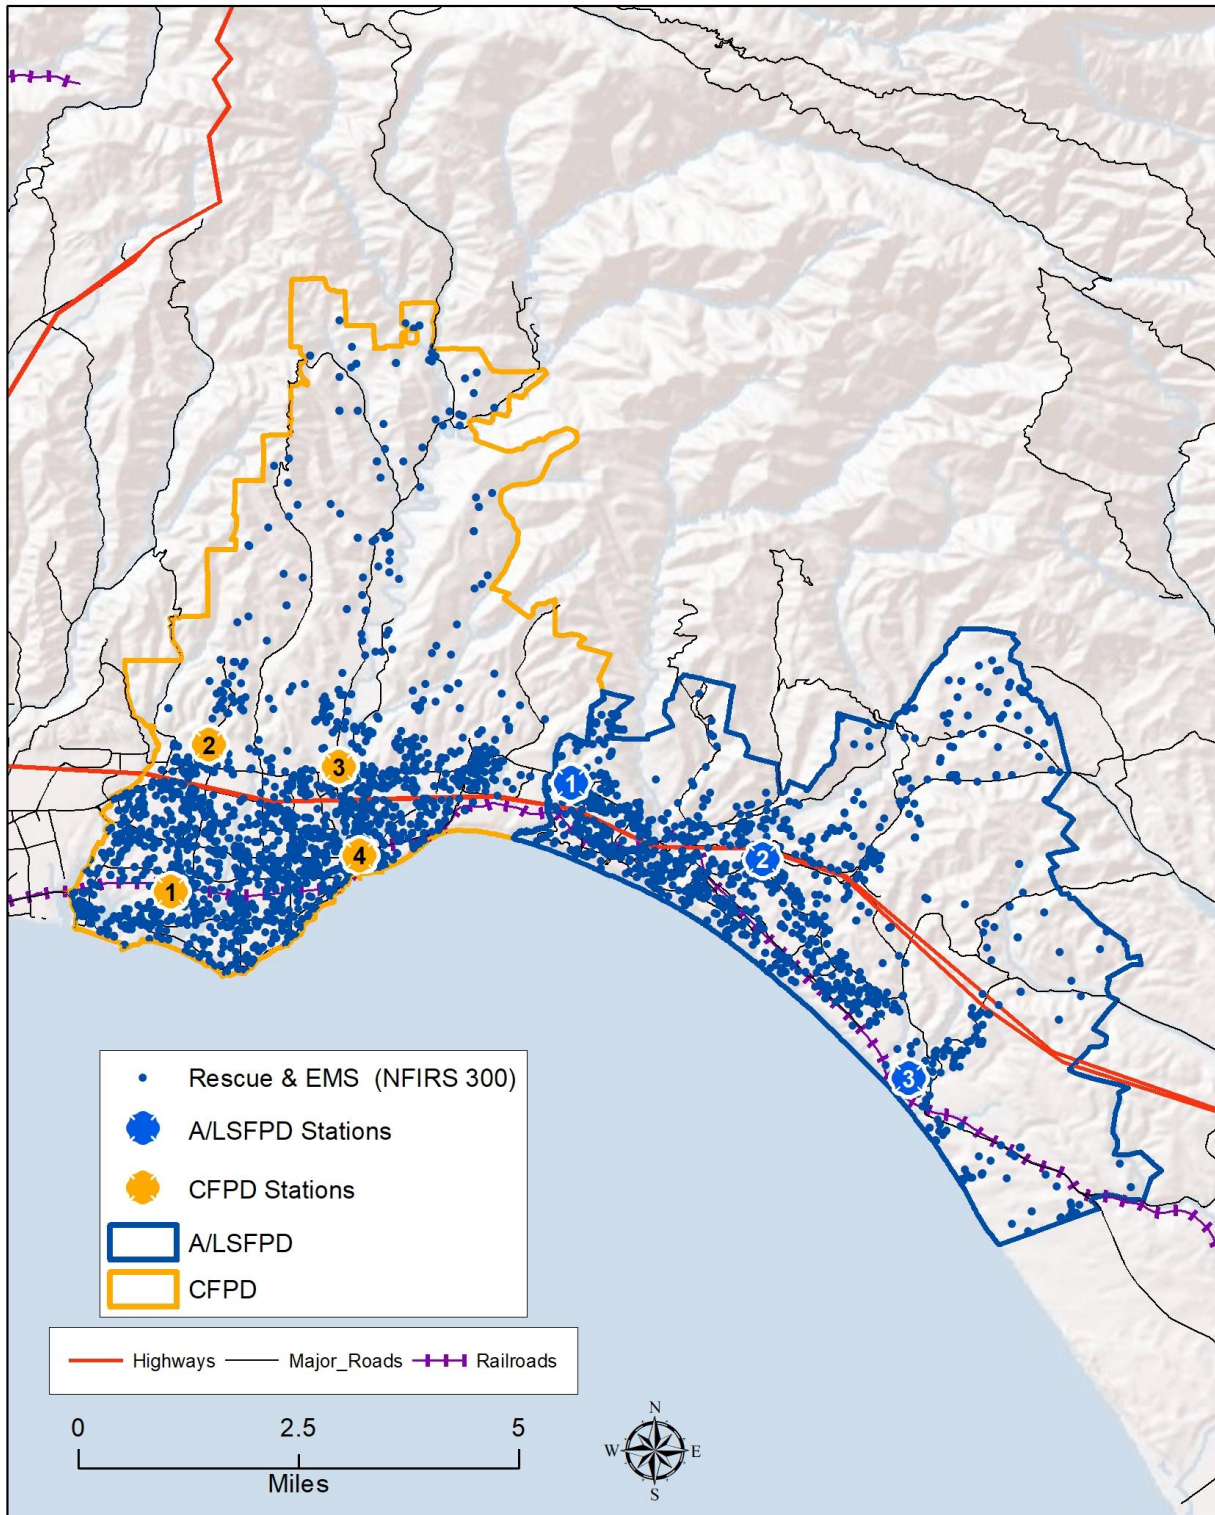 2
3
1
4
1
2
3
Rescue & EMS (NFIRS 300)
A/LSFPD Stations
CFPD Stations
A/LSFPD
CFPD
Highways Major_Roads Railroads
0 2.5 5
Miles
N
W E
S